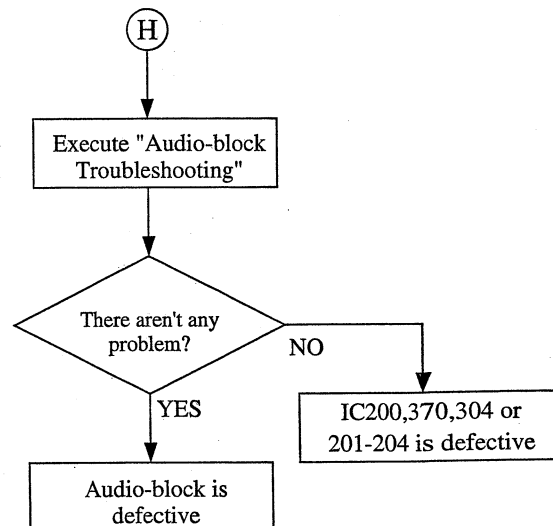 H
Execute "Audio-block
Troubleshooting"
There aren't any
problem?
NO
YES
IC200,370,304 or
201-204 is defective
Audio-block is
defective